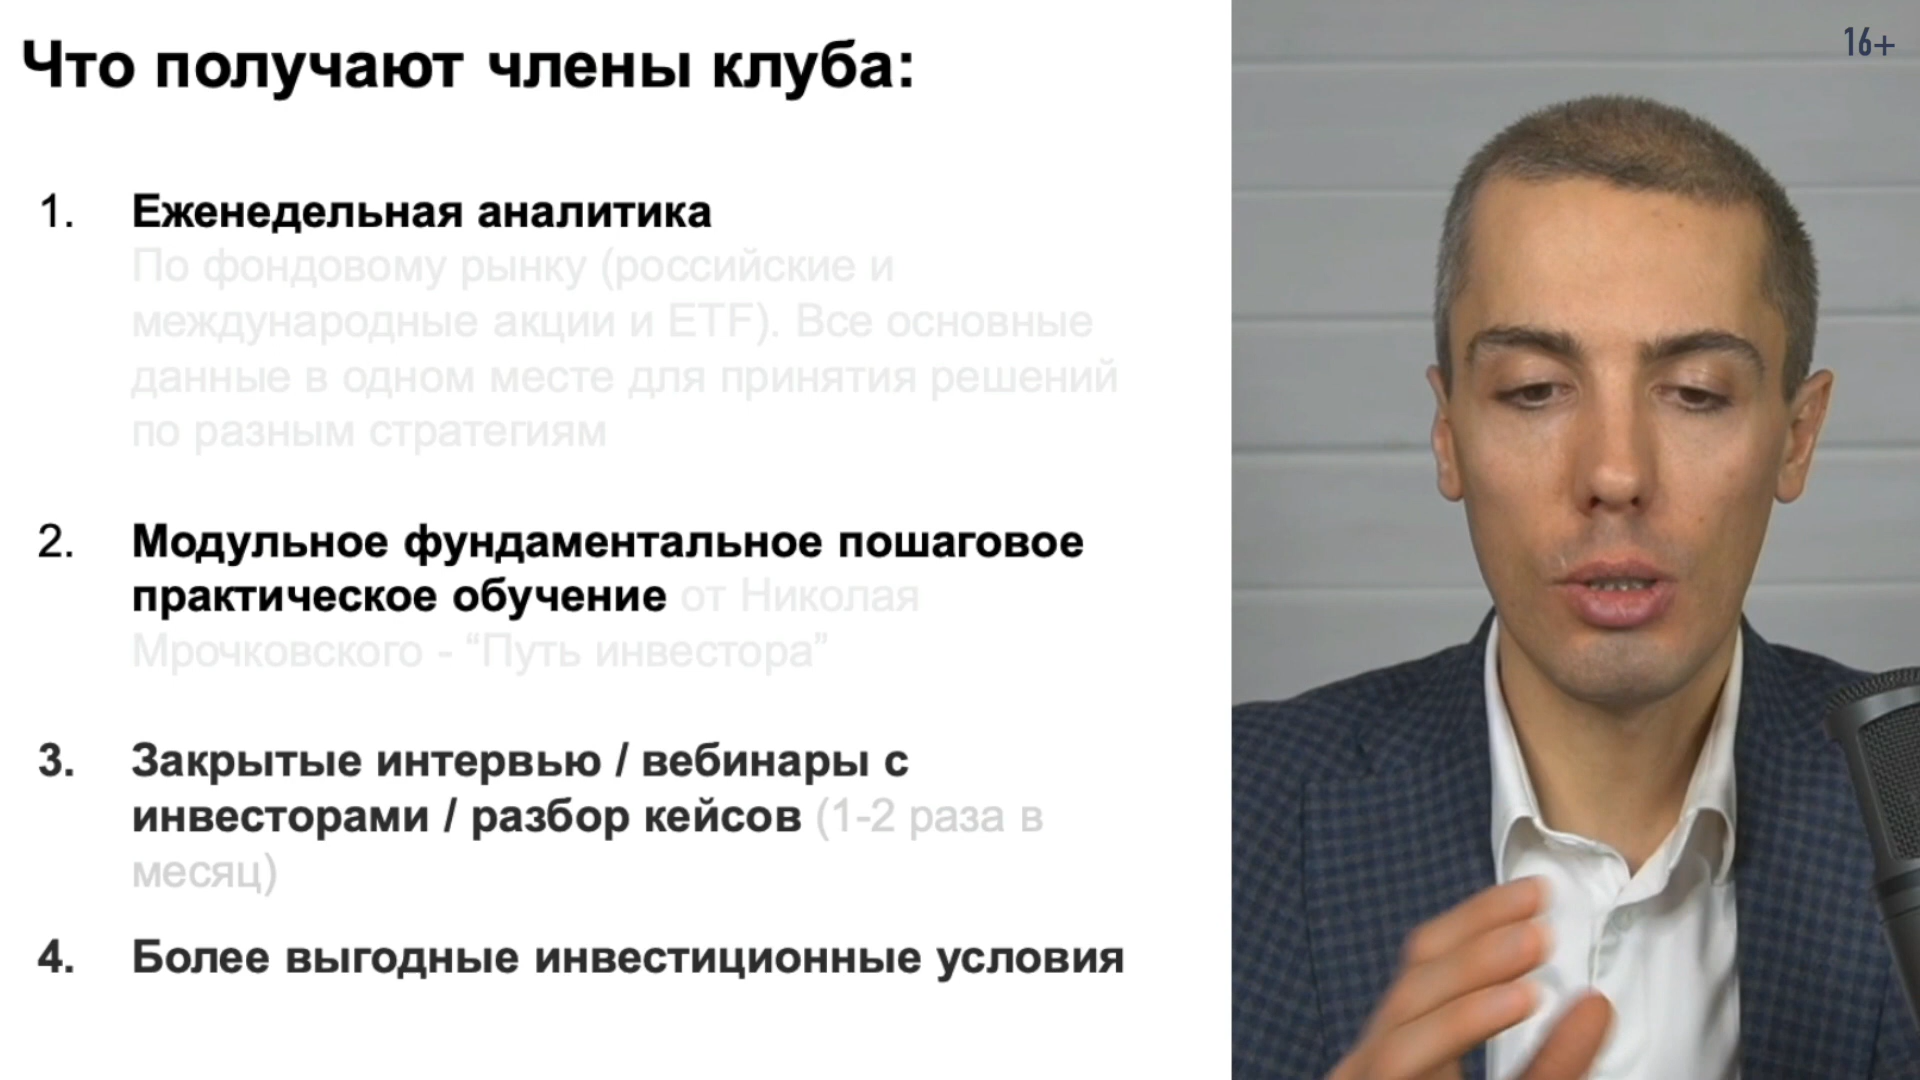 Что получают члены клуба:
1. Еженедельная аналитика
По фондовому рынку (российские и
международные акции и ETF). Все основные
данные в одном месте для принятия решений
по разным стратегиям
2. Модульное фундаментальное пошаговое
практическое обучение от Николая
Мрочковского - “Путь инвестора”
3. Закрытые интервью / вебинары с
инвесторами / разбор кейсов (1-2 раза в
месяц)
4. Более выгодные инвестиционные условия
16+